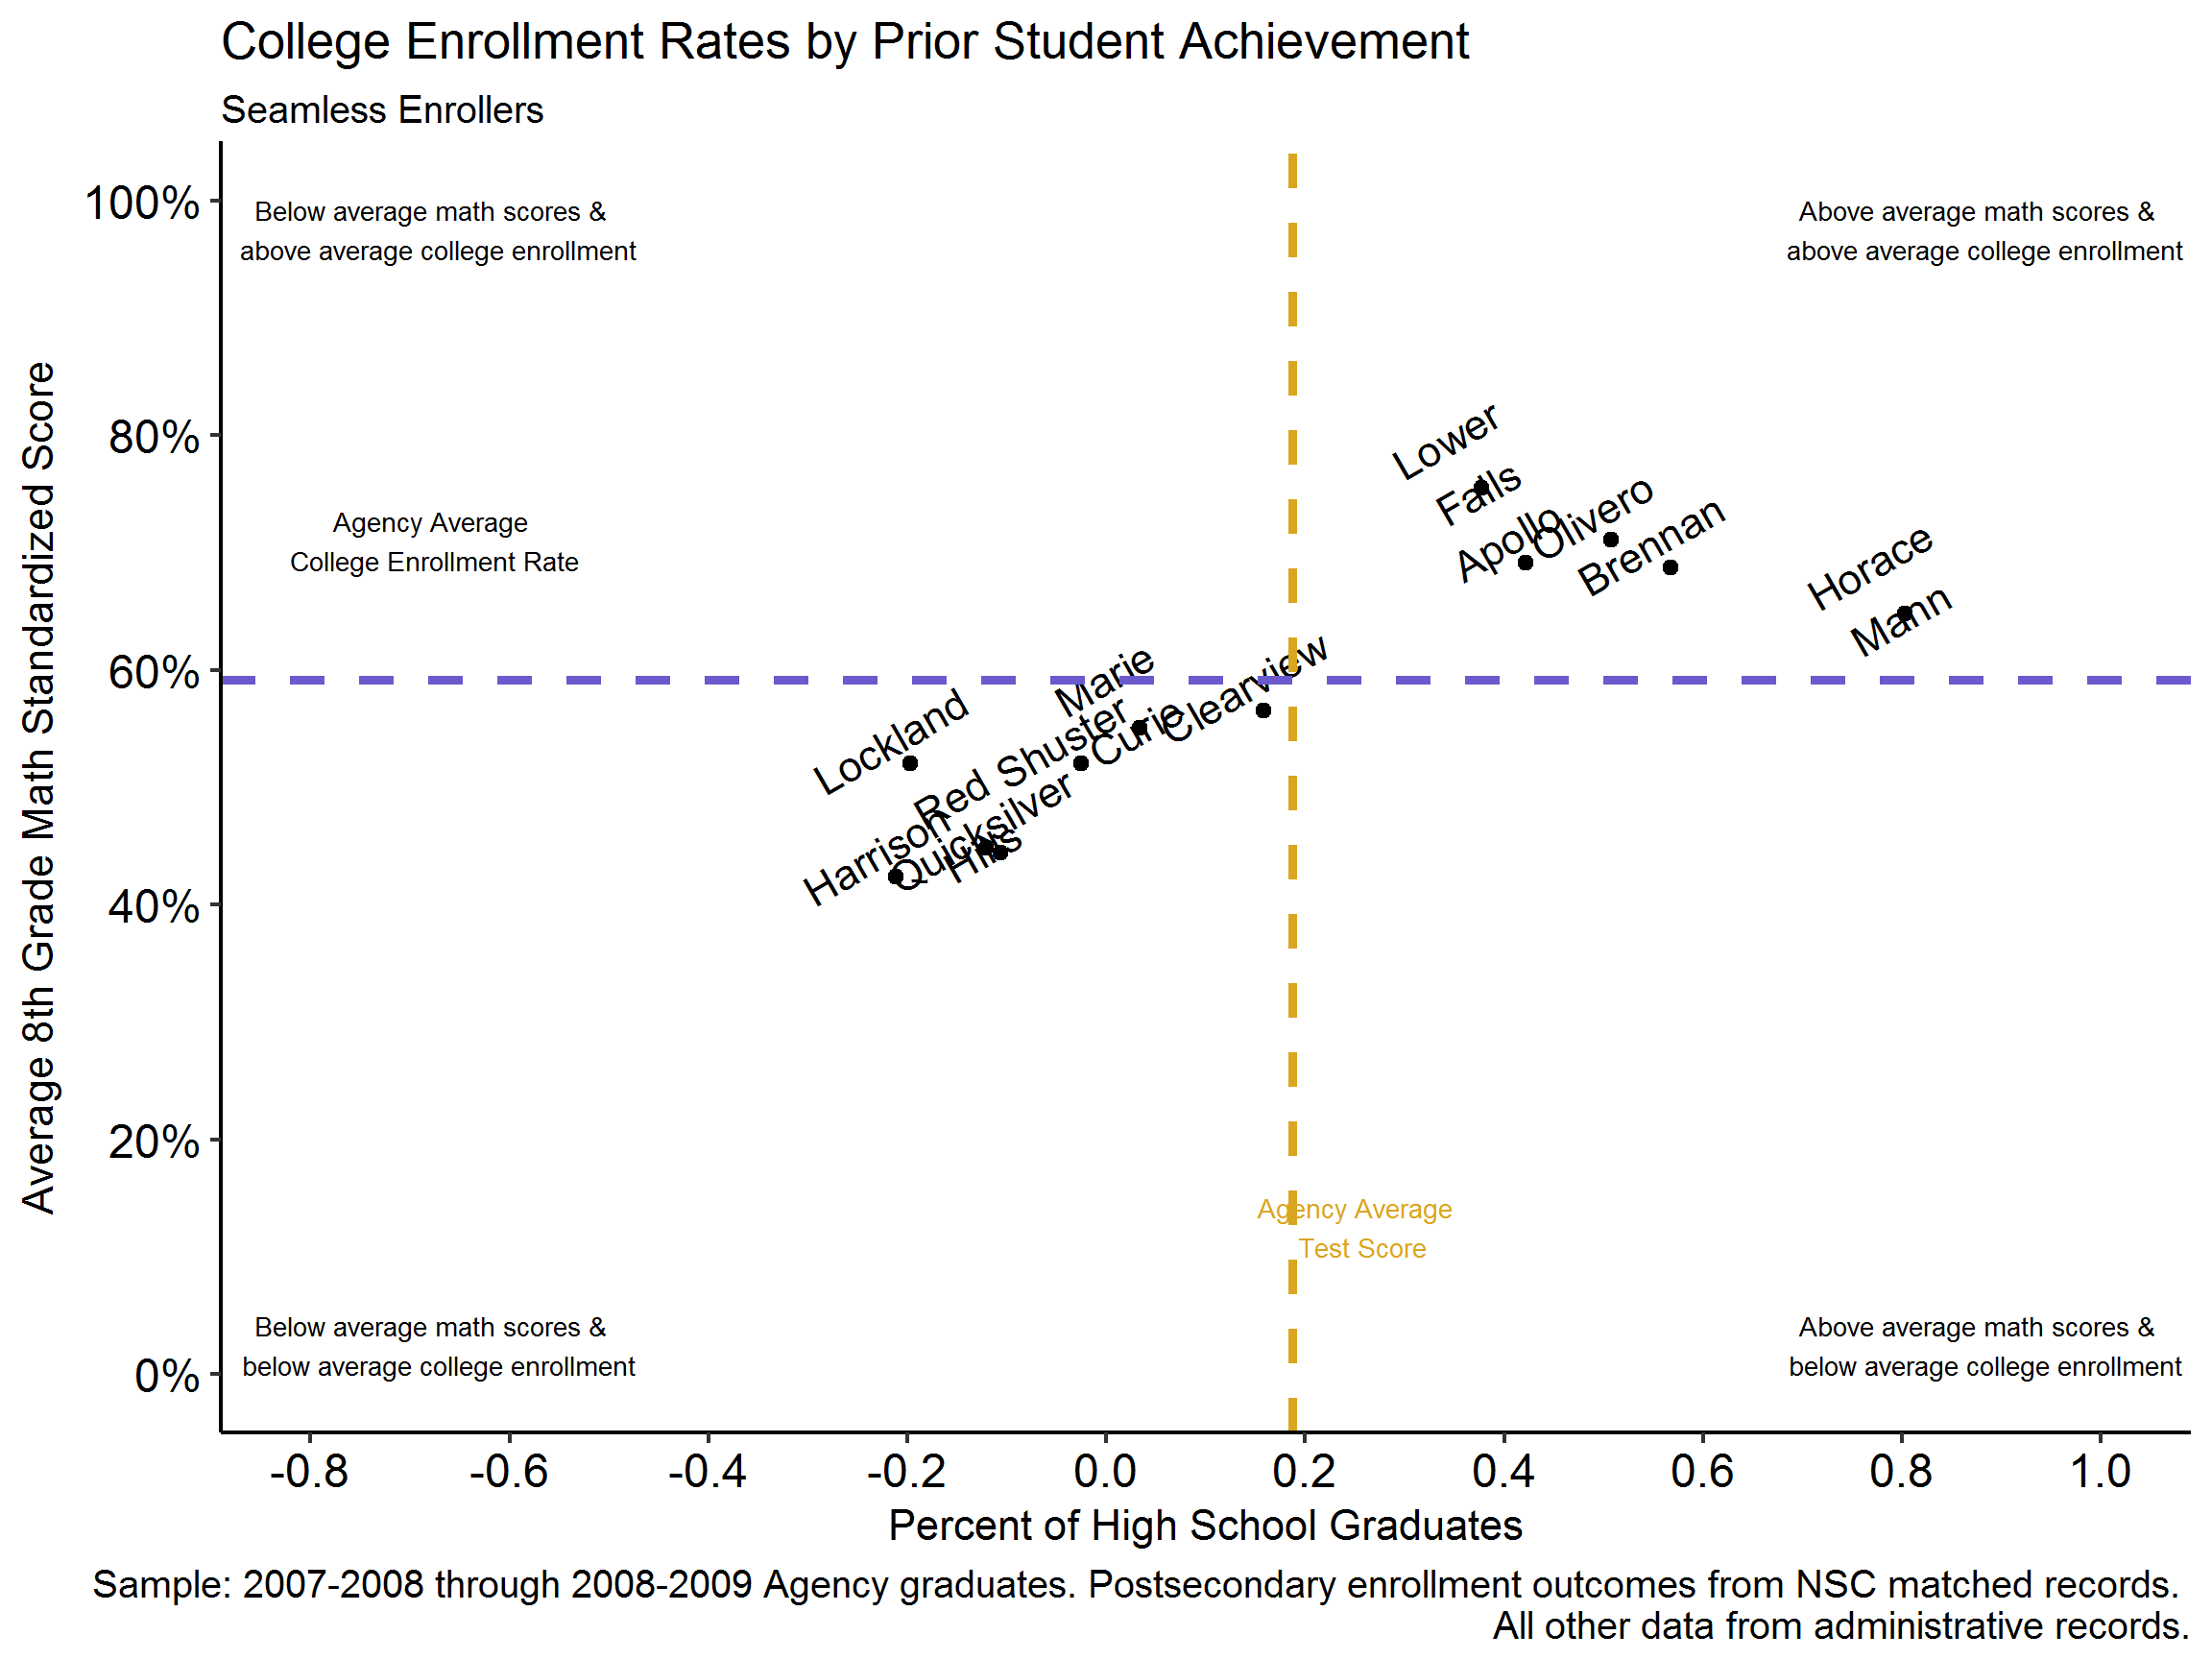 College Enrollment Rates by Prior Student Achievement
Seamless Enrollers
Average 8th Grade Math Standardized Score
100%
80%
60%
40%
20%
0%
Below average math scores &
above average college enrollment
Above average math scores &
above average college enrollment
Agency Average
College Enrollment Rate
Lower
Falls
Apollo
Olivero
Brennan
Horace
Mann
Lockland
Marie
Curie
Clearview
Shuster
Red
Hills
Quicksilver
Harrison
Agency Average
Test Score
Below average math scores &
below average college enrollment
Above average math scores &
below average college enrollment
-0.8
-0.6
-0.4
-0.2
0.0
0.2
0.4
0.6
0.8
1.0
Percent of High School Graduates
Sample: 2007-2008 through 2008-2009 Agency graduates. Postsecondary enrollment outcomes from NSC matched records.
All other data from administrative records.